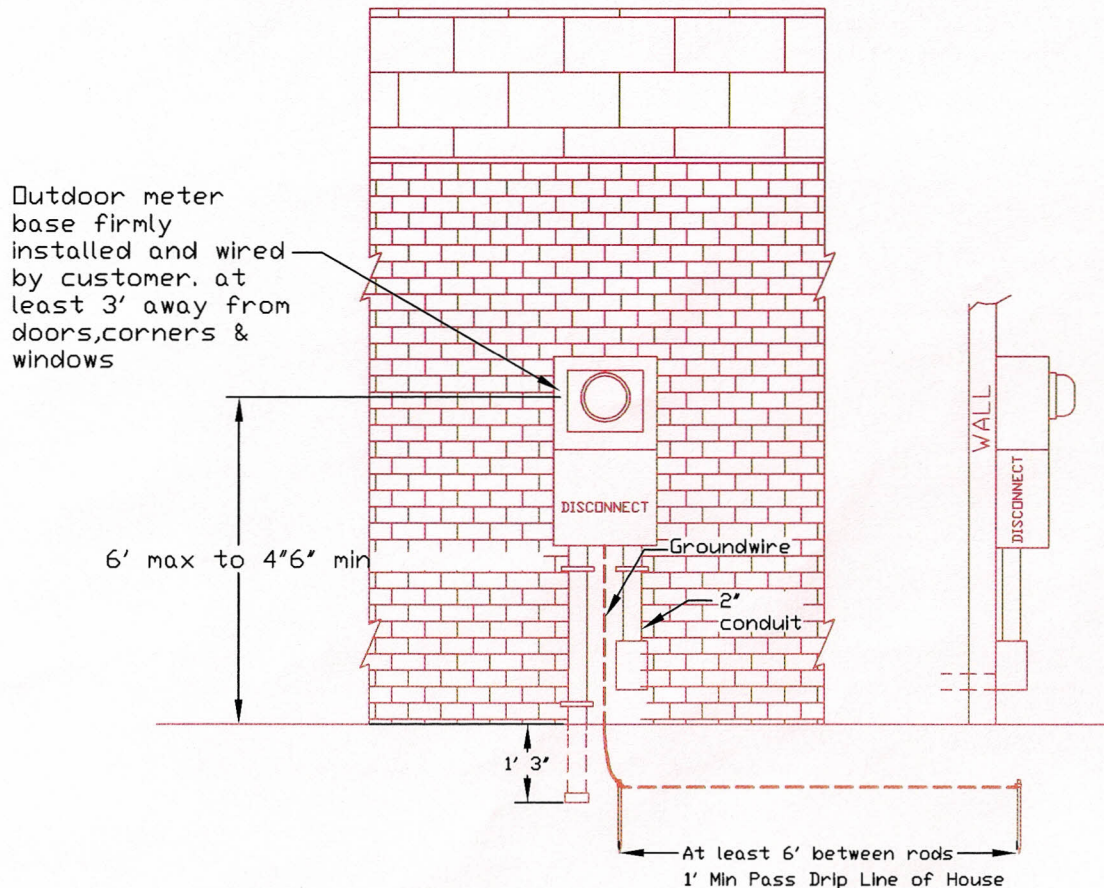 Outdoor meter
base firmly
installed and wired
by customer. at
least 3' away from
doors,corners &
windows
WALL
DISCONNECT
DISCONNECT
6' max to 4"6" min
Groundwire
2"
conduit
1' 3"
At least 6' between rods
1' Min Pass Drip Line of House